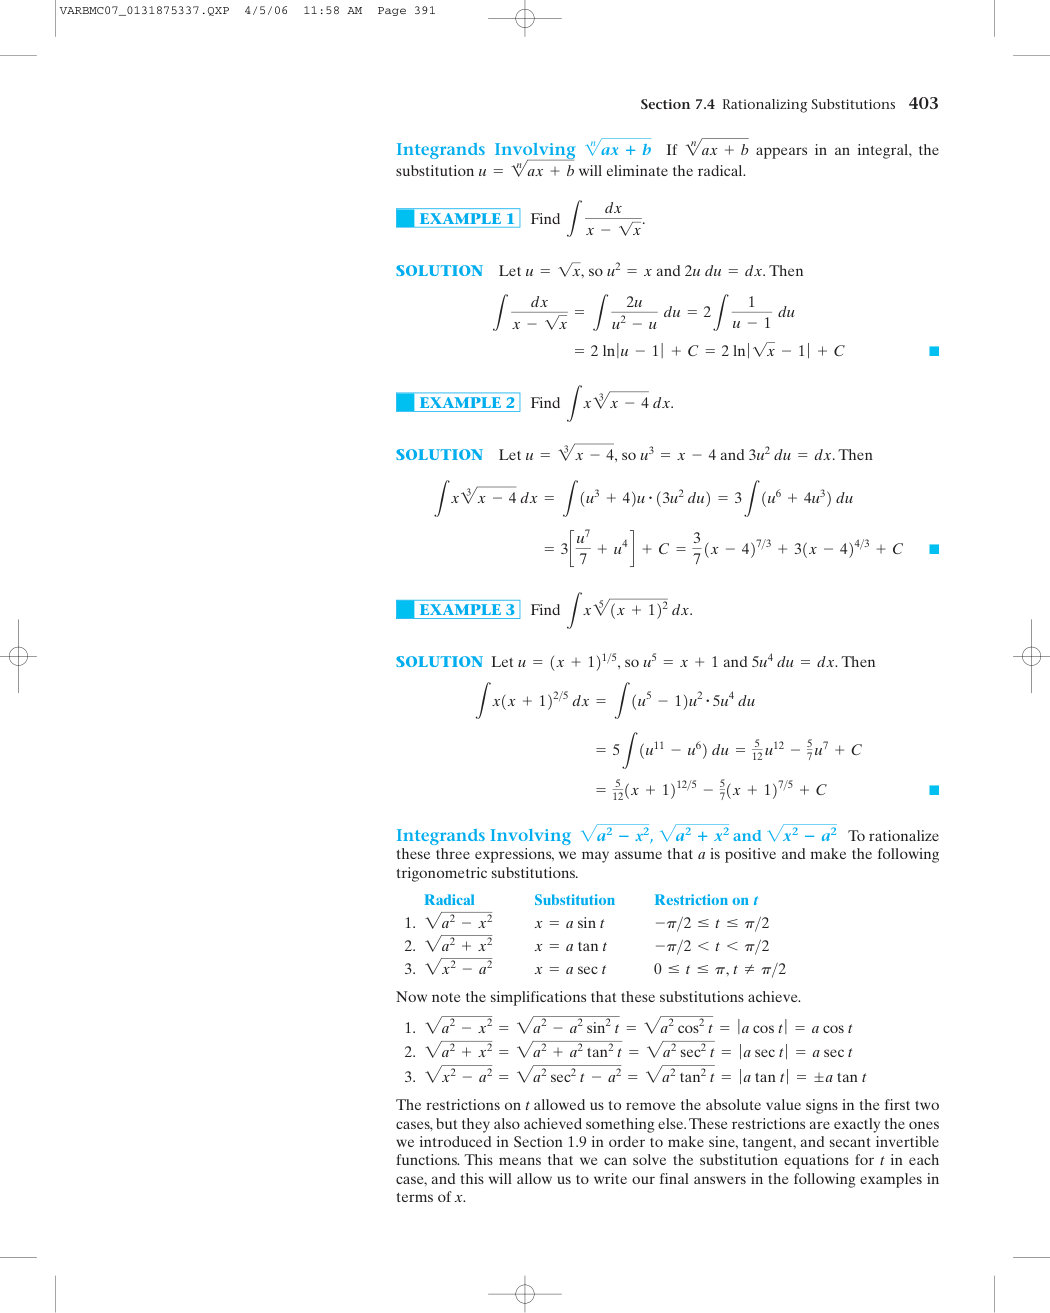 VARBMC07_0131875337.QXP 4/5/06 11:58 AM Page 391
Section 7.4 Rationalizing Substitutions 403
Integrands Involving ⁿ√(ax + b) If ⁿ√(ax + b) appears in an integral, the
substitution u = ⁿ√(ax + b) will eliminate the radical.
EXAMPLE 1 Find ∫ dx/(x − √x).
SOLUTION Let u = √x, so u² = x and 2u du = dx. Then
∫ dx/(x − √x) = ∫ 2u/(u² − u) du = 2 ∫ 1/(u − 1) du
= 2 ln|u − 1| + C = 2 ln|√x − 1| + C
EXAMPLE 2 Find ∫ x∛(x − 4) dx.
SOLUTION Let u = ∛(x − 4), so u³ = x − 4 and 3u² du = dx. Then
∫ x∛(x − 4) dx = ∫ (u³ + 4)u · (3u² du) = 3 ∫ (u⁶ + 4u³) du
= 3[u⁷/7 + u⁴] + C = 3/7 (x − 4)^(7/3) + 3(x − 4)^(4/3) + C
EXAMPLE 3 Find ∫ x⁵√((x + 1)²) dx.
SOLUTION Let u = (x + 1)^(1/5), so u⁵ = x + 1 and 5u⁴ du = dx. Then
∫ x(x + 1)^(2/5) dx = ∫ (u⁵ − 1)u² · 5u⁴ du
= 5 ∫ (u¹¹ − u⁶) du = 5/12 u¹² − 5/7 u⁷ + C
= 5/12 (x + 1)^(12/5) − 5/7 (x + 1)^(7/5) + C
Integrands Involving √(a² − x²), √(a² + x²) and √(x² − a²) To rationalize
these three expressions, we may assume that a is positive and make the following
trigonometric substitutions.
Radical Substitution Restriction on t
1. √(a² − x²) x = a sin t −π/2 ≤ t ≤ π/2
2. √(a² + x²) x = a tan t −π/2 < t < π/2
3. √(x² − a²) x = a sec t 0 ≤ t ≤ π, t ≠ π/2
Now note the simplifications that these substitutions achieve.
1. √(a² − x²) = √(a² − a² sin² t) = √(a² cos² t) = |a cos t| = a cos t
2. √(a² + x²) = √(a² + a² tan² t) = √(a² sec² t) = |a sec t| = a sec t
3. √(x² − a²) = √(a² sec² t − a²) = √(a² tan² t) = |a tan t| = ±a tan t
The restrictions on t allowed us to remove the absolute value signs in the first two
cases, but they also achieved something else. These restrictions are exactly the ones
we introduced in Section 1.9 in order to make sine, tangent, and secant invertible
functions. This means that we can solve the substitution equations for t in each
case, and this will allow us to write our final answers in the following examples in
terms of x.